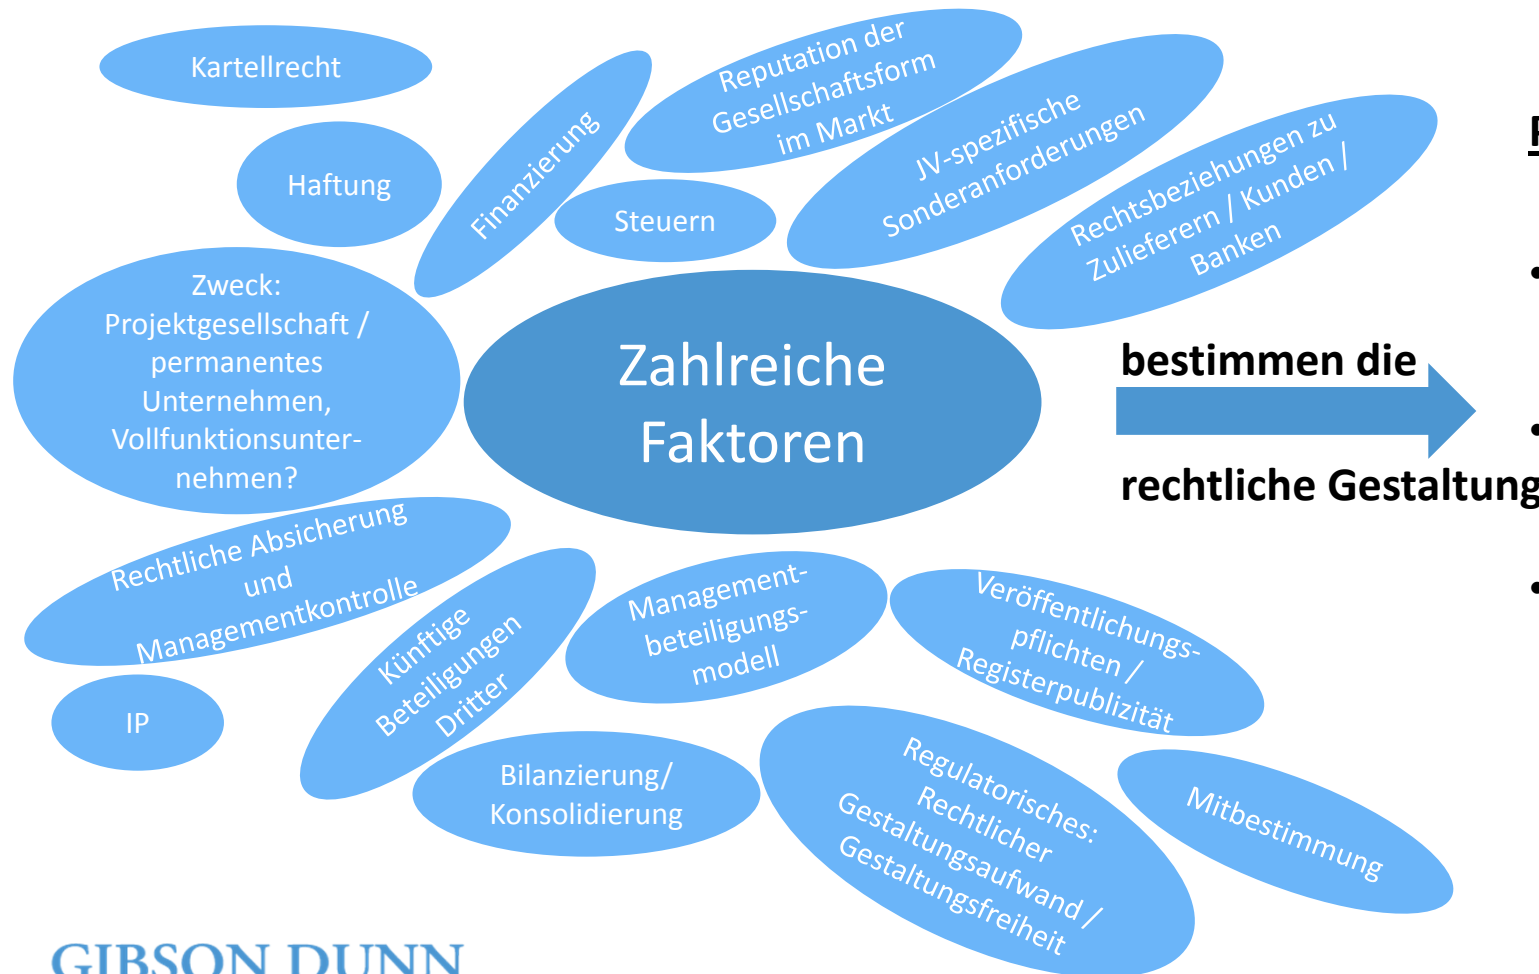 Kartellrecht
Haftung
Finanzierung
Reputation der
Gesellschaftsform
im Markt
Steuern
JV-spezifische
Sonderanforderungen
Rechtsbeziehungen zu
Zulieferern / Kunden /
Banken
Zweck:
Projektgesellschaft /
permanentes
Unternehmen,
Vollfunktionsunter-
nehmen?
Zahlreiche
Faktoren
bestimmen die
rechtliche Gestaltung
•
•
•
Rechtliche Absicherung
und
Managementkontrolle
IP
Künftige
Beteiligungen
Dritter
Management-
beteiligungs-
modell
Veröffentlichungs-
pflichten /
Registerpublizität
Bilanzierung/
Konsolidierung
Regulatorisches:
Rechtlicher
Gestaltungsaufwand /
Gestaltungsfreiheit
Mitbestimmung
GIBSON DUNN